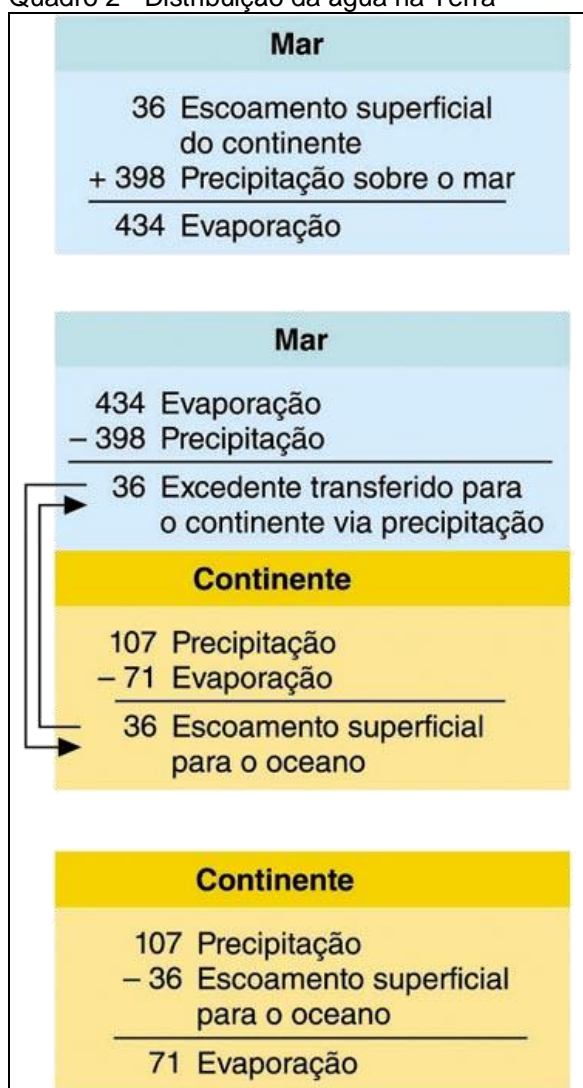 Quadro 2 - Distribuição da água na Terra
Mar
36 Escoamento superficial
do continente
+ 398 Precipitação sobre o mar
434 Evaporação
Mar
434 Evaporação
– 398 Precipitação
36 Excedente transferido para
o continente via precipitação
Continente
107 Precipitação
– 71 Evaporação
36 Escoamento superficial
para o oceano
Continente
107 Precipitação
– 36 Escoamento superficial
para o oceano
71 Evaporação